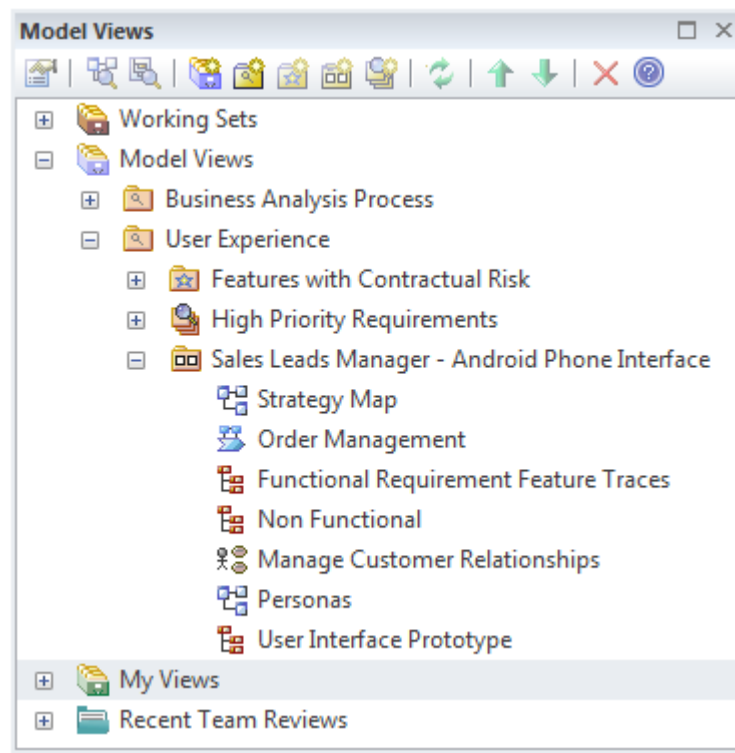 Model Views
Working Sets
Model Views
Business Analysis Process
User Experience
Features with Contractual Risk
High Priority Requirements
Sales Leads Manager - Android Phone Interface
Strategy Map
Order Management
Functional Requirement Feature Traces
Non Functional
Manage Customer Relationships
Personas
User Interface Prototype
My Views
Recent Team Reviews